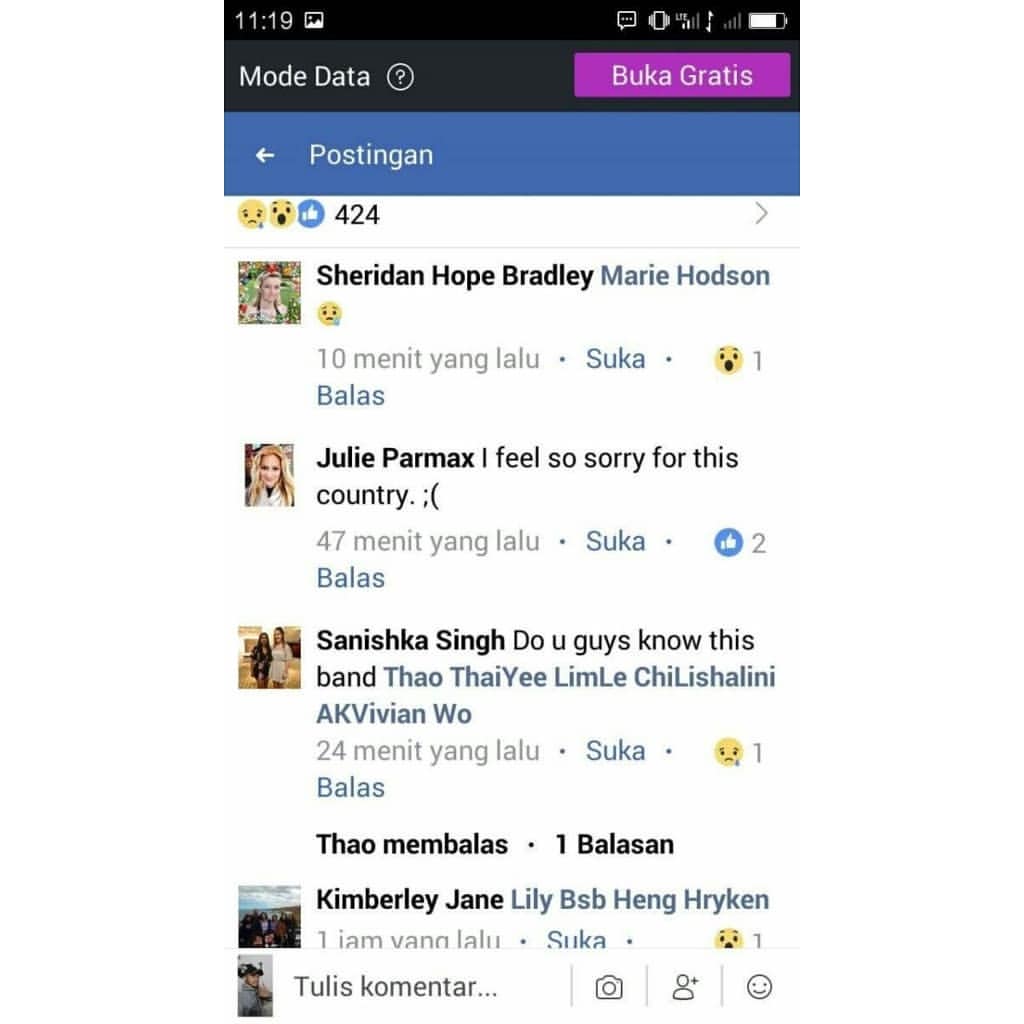 11:19
LTE
Mode Data ?
Buka Gratis
Postingan
424
Sheridan Hope Bradley Marie Hodson
10 menit yang lalu · Suka · 1
Balas
Julie Parmax I feel so sorry for this
country. ;(
47 menit yang lalu · Suka · 2
Balas
Sanishka Singh Do u guys know this
band Thao ThaiYee LimLe ChiLishalini
AKVivian Wo
24 menit yang lalu · Suka · 1
Balas
Thao membalas · 1 Balasan
Kimberley Jane Lily Bsb Heng Hryken
1 jam yang lalu · Suka · 1
Tulis komentar...